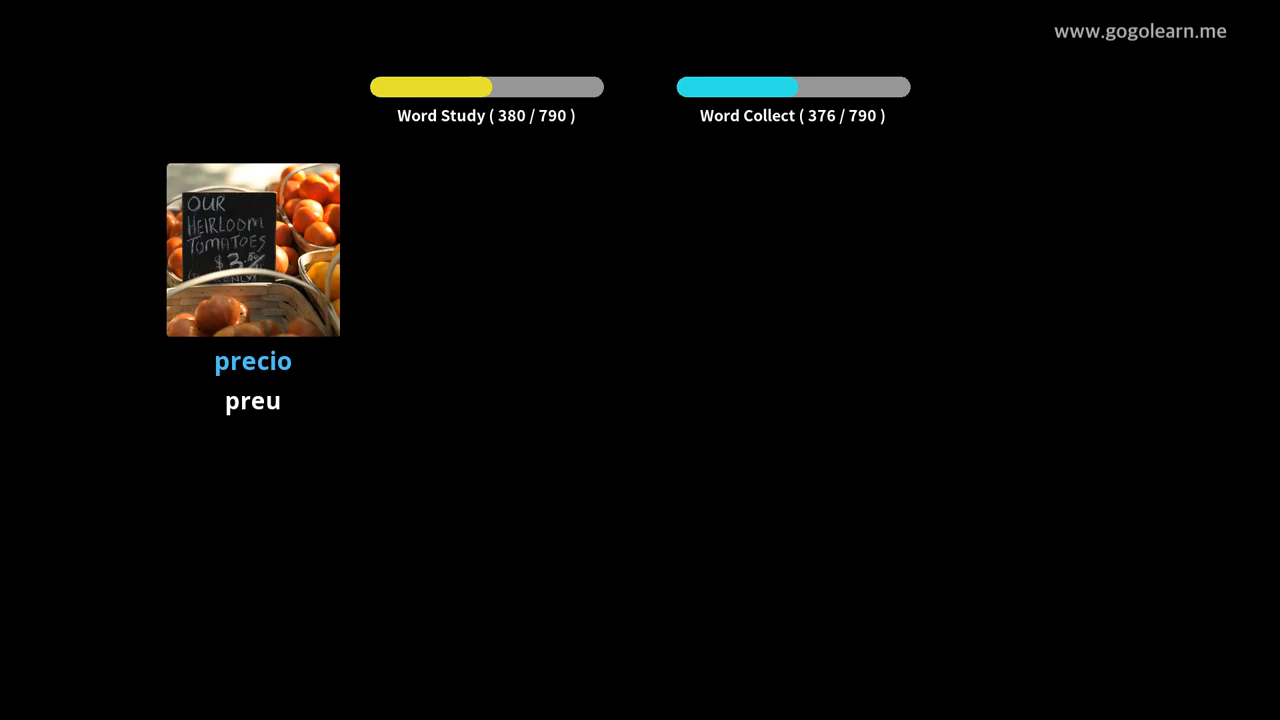 www.gogolearn.me
Word Study ( 380 / 790 )
Word Collect ( 376 / 790 )
OUR
HEIRLOOM
TOMATOES
precio
preu